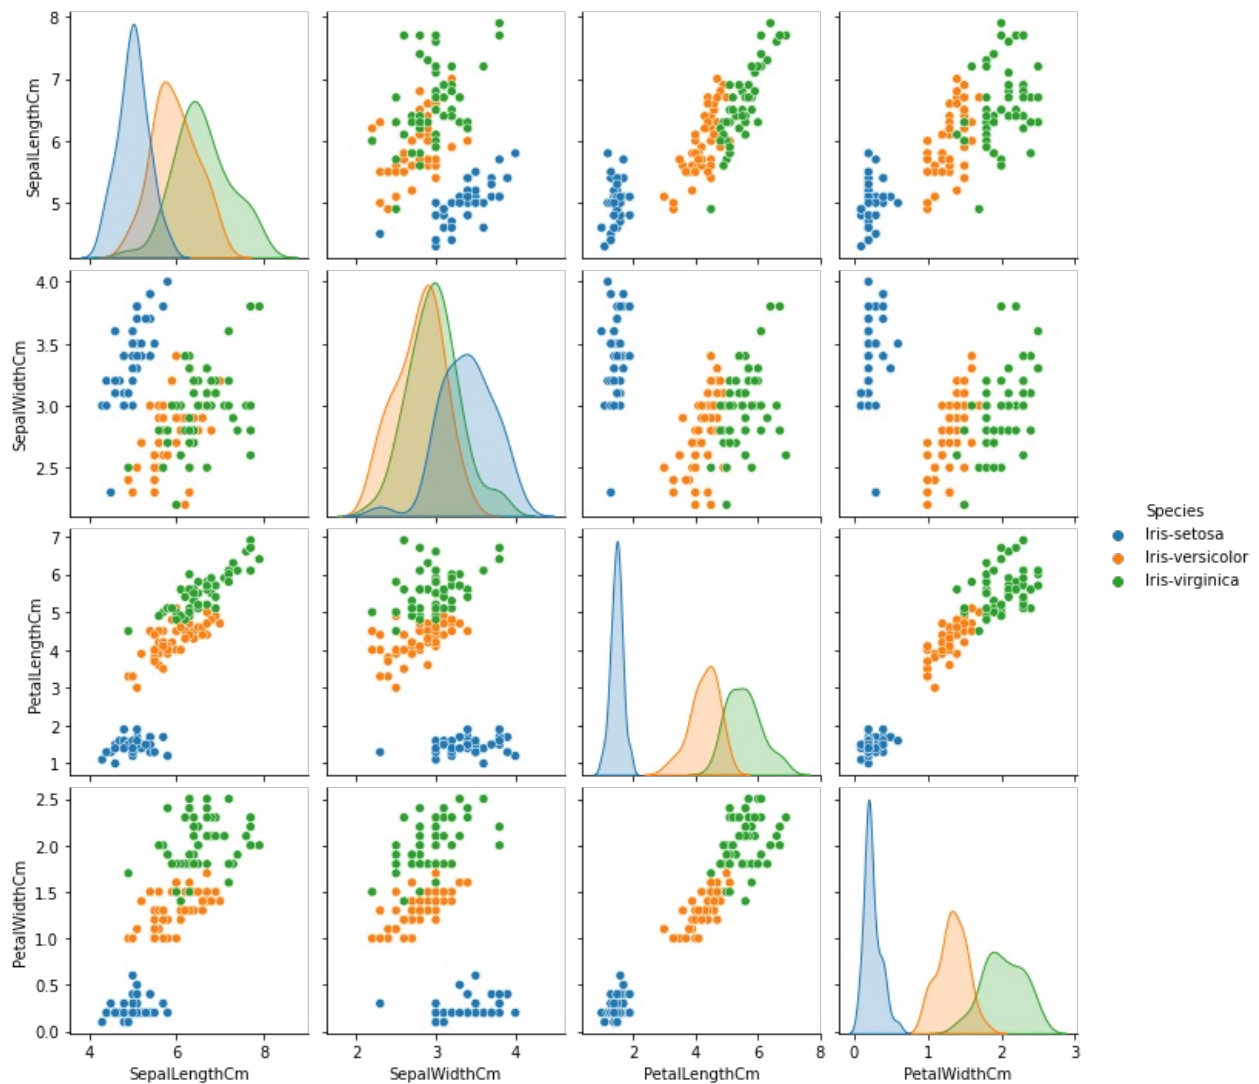 8
7
6
5
SepalLengthCm
4.0
3.5
3.0
2.5
SepalWidthCm
Species
Iris-setosa
Iris-versicolor
Iris-virginica
7
6
5
4
3
2
1
PetalLengthCm
2.5
2.0
1.5
1.0
0.5
0.0
PetalWidthCm
4 6 8 2 3 4 2 4 6 8 0 1 2 3
SepalLengthCm SepalWidthCm PetalLengthCm PetalWidthCm